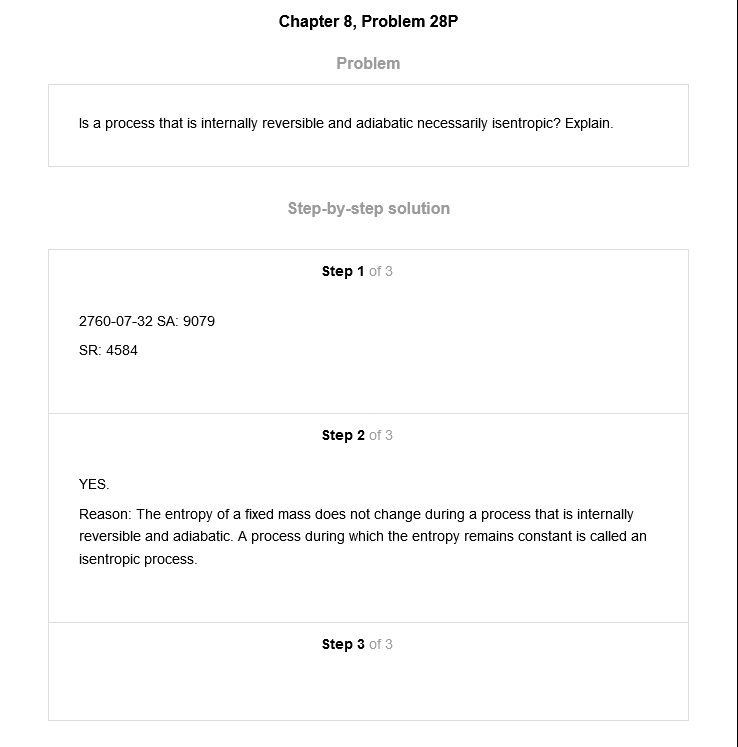 Chapter 8, Problem 28P
Problem
Is a process that is internally reversible and adiabatic necessarily isentropic? Explain.
Step-by-step solution
Step 1 of 3
2760-07-32 SA: 9079
SR: 4584
Step 2 of 3
YES.
Reason: The entropy of a fixed mass does not change during a process that is internally
reversible and adiabatic. A process during which the entropy remains constant is called an
isentropic process.
Step 3 of 3